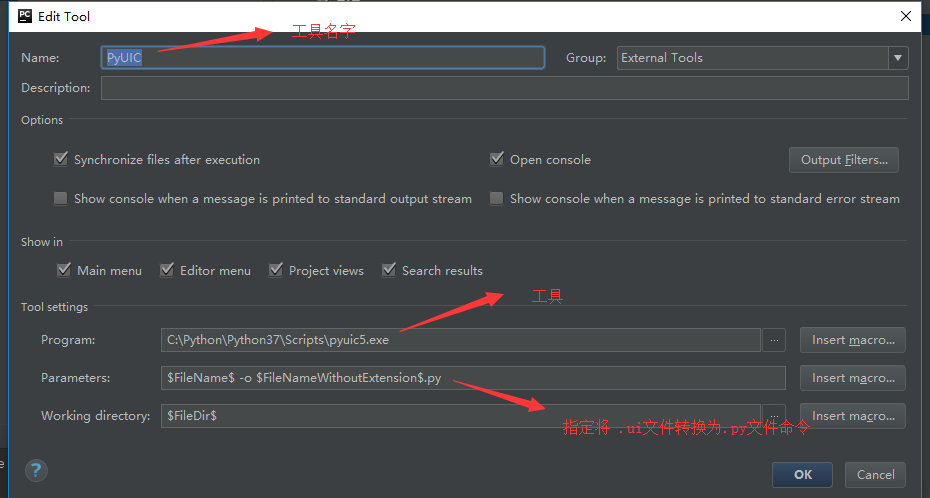 PC Edit Tool
工具名字
Name: PyUIC Group: External Tools
Description:
Options
Synchronize files after execution Open console Output Filters...
Show console when a message is printed to standard output stream Show console when a message is printed to standard error stream
Show in
Main menu Editor menu Project views Search results
工具
Tool settings
Program: C:\Python\Python37\Scripts\pyuic5.exe ... Insert macro...
Parameters: $FileName$ -o $FileNameWithoutExtension$.py Insert macro...
Working directory: $FileDir$ ... Insert macro...
指定将 .ui文件转换为.py文件命令
e
? OK Cancel